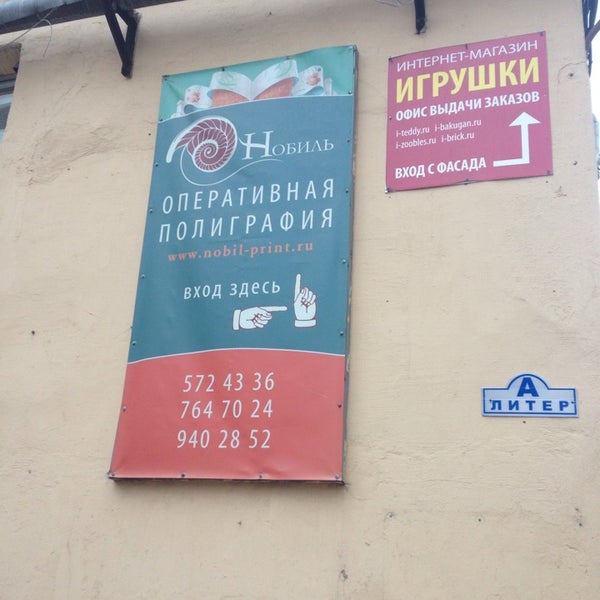 Нобиль
ОПЕРАТИВНАЯ
ПОЛИГРАФИЯ
www.nobil-print.ru
вход здесь
572 43 36
764 70 24
940 28 52
ИНТЕРНЕТ-МАГАЗИН
ИГРУШКИ
ОФИС ВЫДАЧИ ЗАКАЗОВ
i-teddy.ru i-bakugan.ru
i-zoobles.ru i-brick.ru
ВХОД С ФАСАДА
А
ЛИТЕР